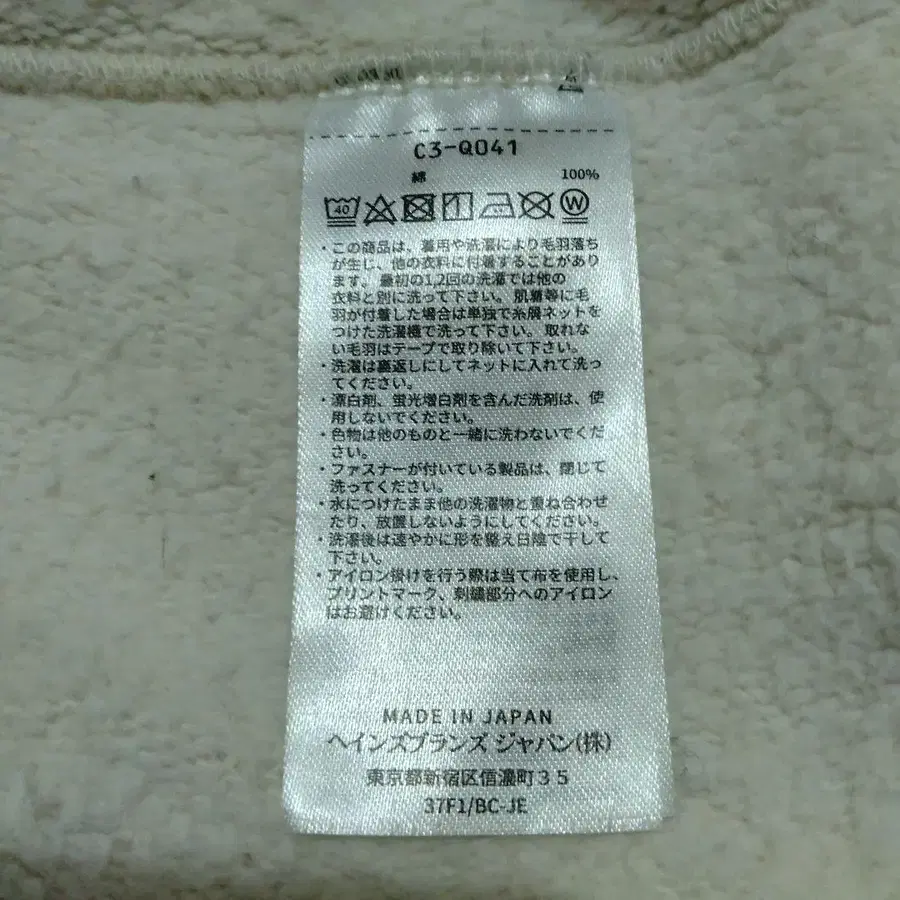 C3-Q041
綿 100%
40 W
・この商品は、着用や洗濯により毛羽落ち
が生じ、他の衣料に付着することがあり
ます。最初の1,2回の洗濯では他の
衣料と別に洗って下さい。肌着等に毛
羽が付着した場合は単独で糸屑ネットを
つけた洗濯機で洗って下さい。取れな
い毛羽はテープで取り除いて下さい。
・洗濯は裏返しにしてネットに入れて洗っ
てください。
・漂白剤、蛍光増白剤を含んだ洗剤は、使
用しないでください。
・色物は他のものと一緒に洗わないでくだ
さい。
・ファスナーが付いている製品は、閉じて
洗ってください。
・水につけたまま他の洗濯物と重ね合わせ
たり、放置しないようにしてください。
・洗濯後は速やかに形を整え日陰で干して
下さい。
・アイロン掛けを行う際は当て布を使用し、
プリントマーク、刺繍部分へのアイロン
はお避けください。
MADE IN JAPAN
ヘインズブランズ ジャパン(株)
東京都新宿区信濃町35
37F1/BC-JE